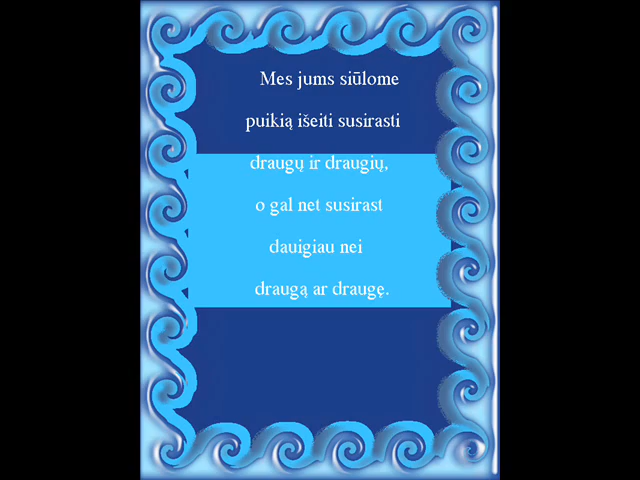 Mes jums siūlome
puikią išeiti susirasti
draugų ir draugių,
o gal net susirast
dauigiau nei
draugą ar draugę.